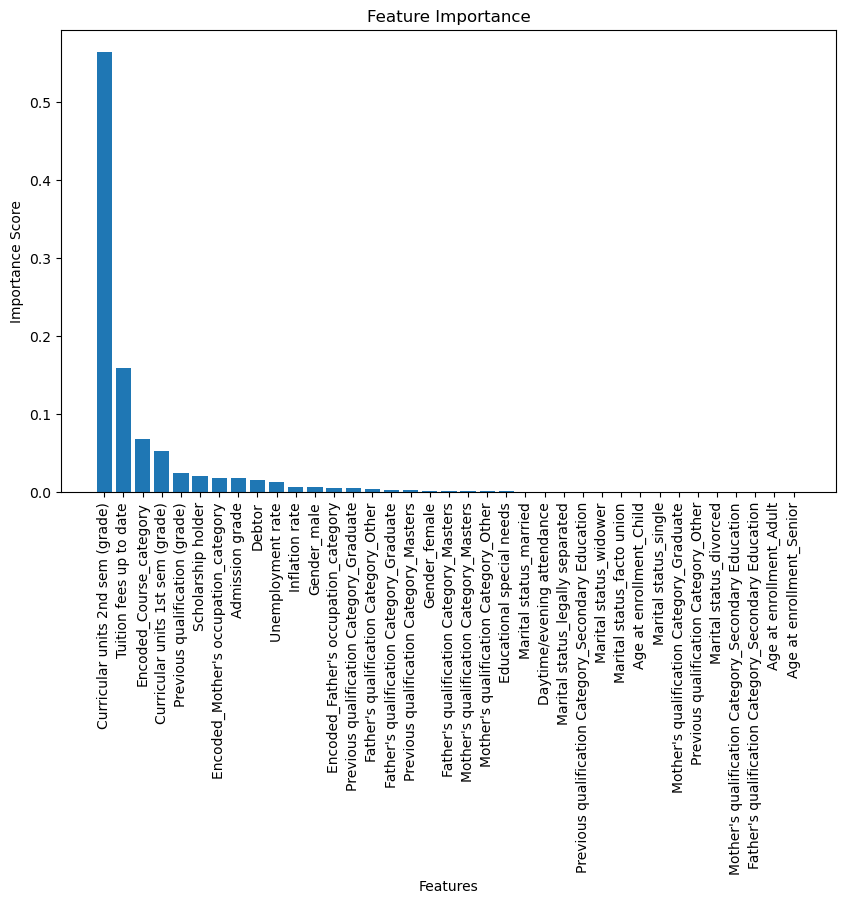 Feature Importance
Importance Score
0.5
0.4
0.3
0.2
0.1
0.0
Curricular units 2nd sem (grade)
Tuition fees up to date
Encoded_Course_category
Curricular units 1st sem (grade)
Previous qualification (grade)
Scholarship holder
Encoded_Mother's occupation_category
Admission grade
Debtor
Unemployment rate
Inflation rate
Gender_male
Encoded_Father's occupation_category
Previous qualification Category_Graduate
Father's qualification Category_Other
Father's qualification Category_Graduate
Previous qualification Category_Masters
Gender_female
Father's qualification Category_Masters
Mother's qualification Category_Masters
Mother's qualification Category_Other
Educational special needs
Marital status_married
Daytime/evening attendance
Marital status_legally separated
Previous qualification Category_Secondary Education
Marital status_widower
Marital status_facto union
Age at enrollment_Child
Marital status_single
Mother's qualification Category_Graduate
Previous qualification Category_Other
Marital status_divorced
Mother's qualification Category_Secondary Education
Father's qualification Category_Secondary Education
Age at enrollment_Adult
Age at enrollment_Senior
Features